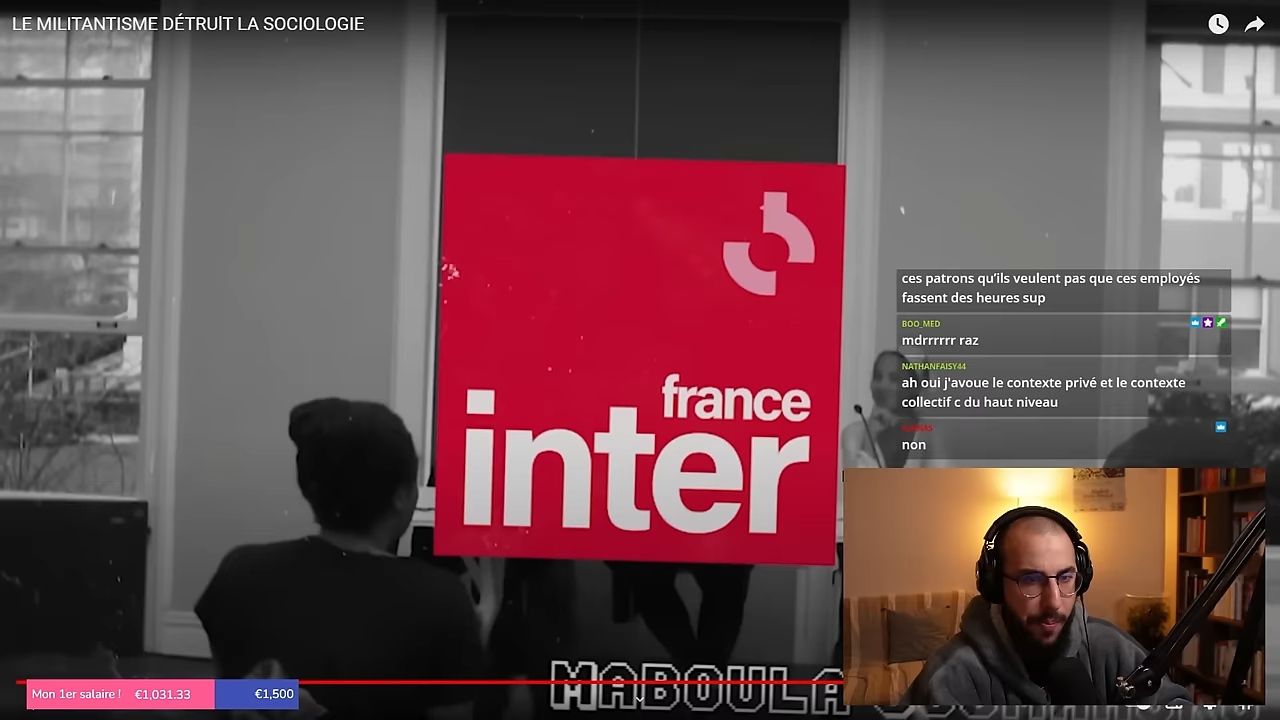 LE MILITANTISME DÉTRUIT LA SOCIOLOGIE
france
inter
ces patrons qu'ils veulent pas que ces employés
fassent des heures sup
BOO_MED
mdrrrrrr raz
NATHANFAISY44
ah oui j'avoue le contexte privé et le contexte
collectif c du haut niveau
non
MABOULA
Mon 1er salaire ! €1,031.33 €1,500